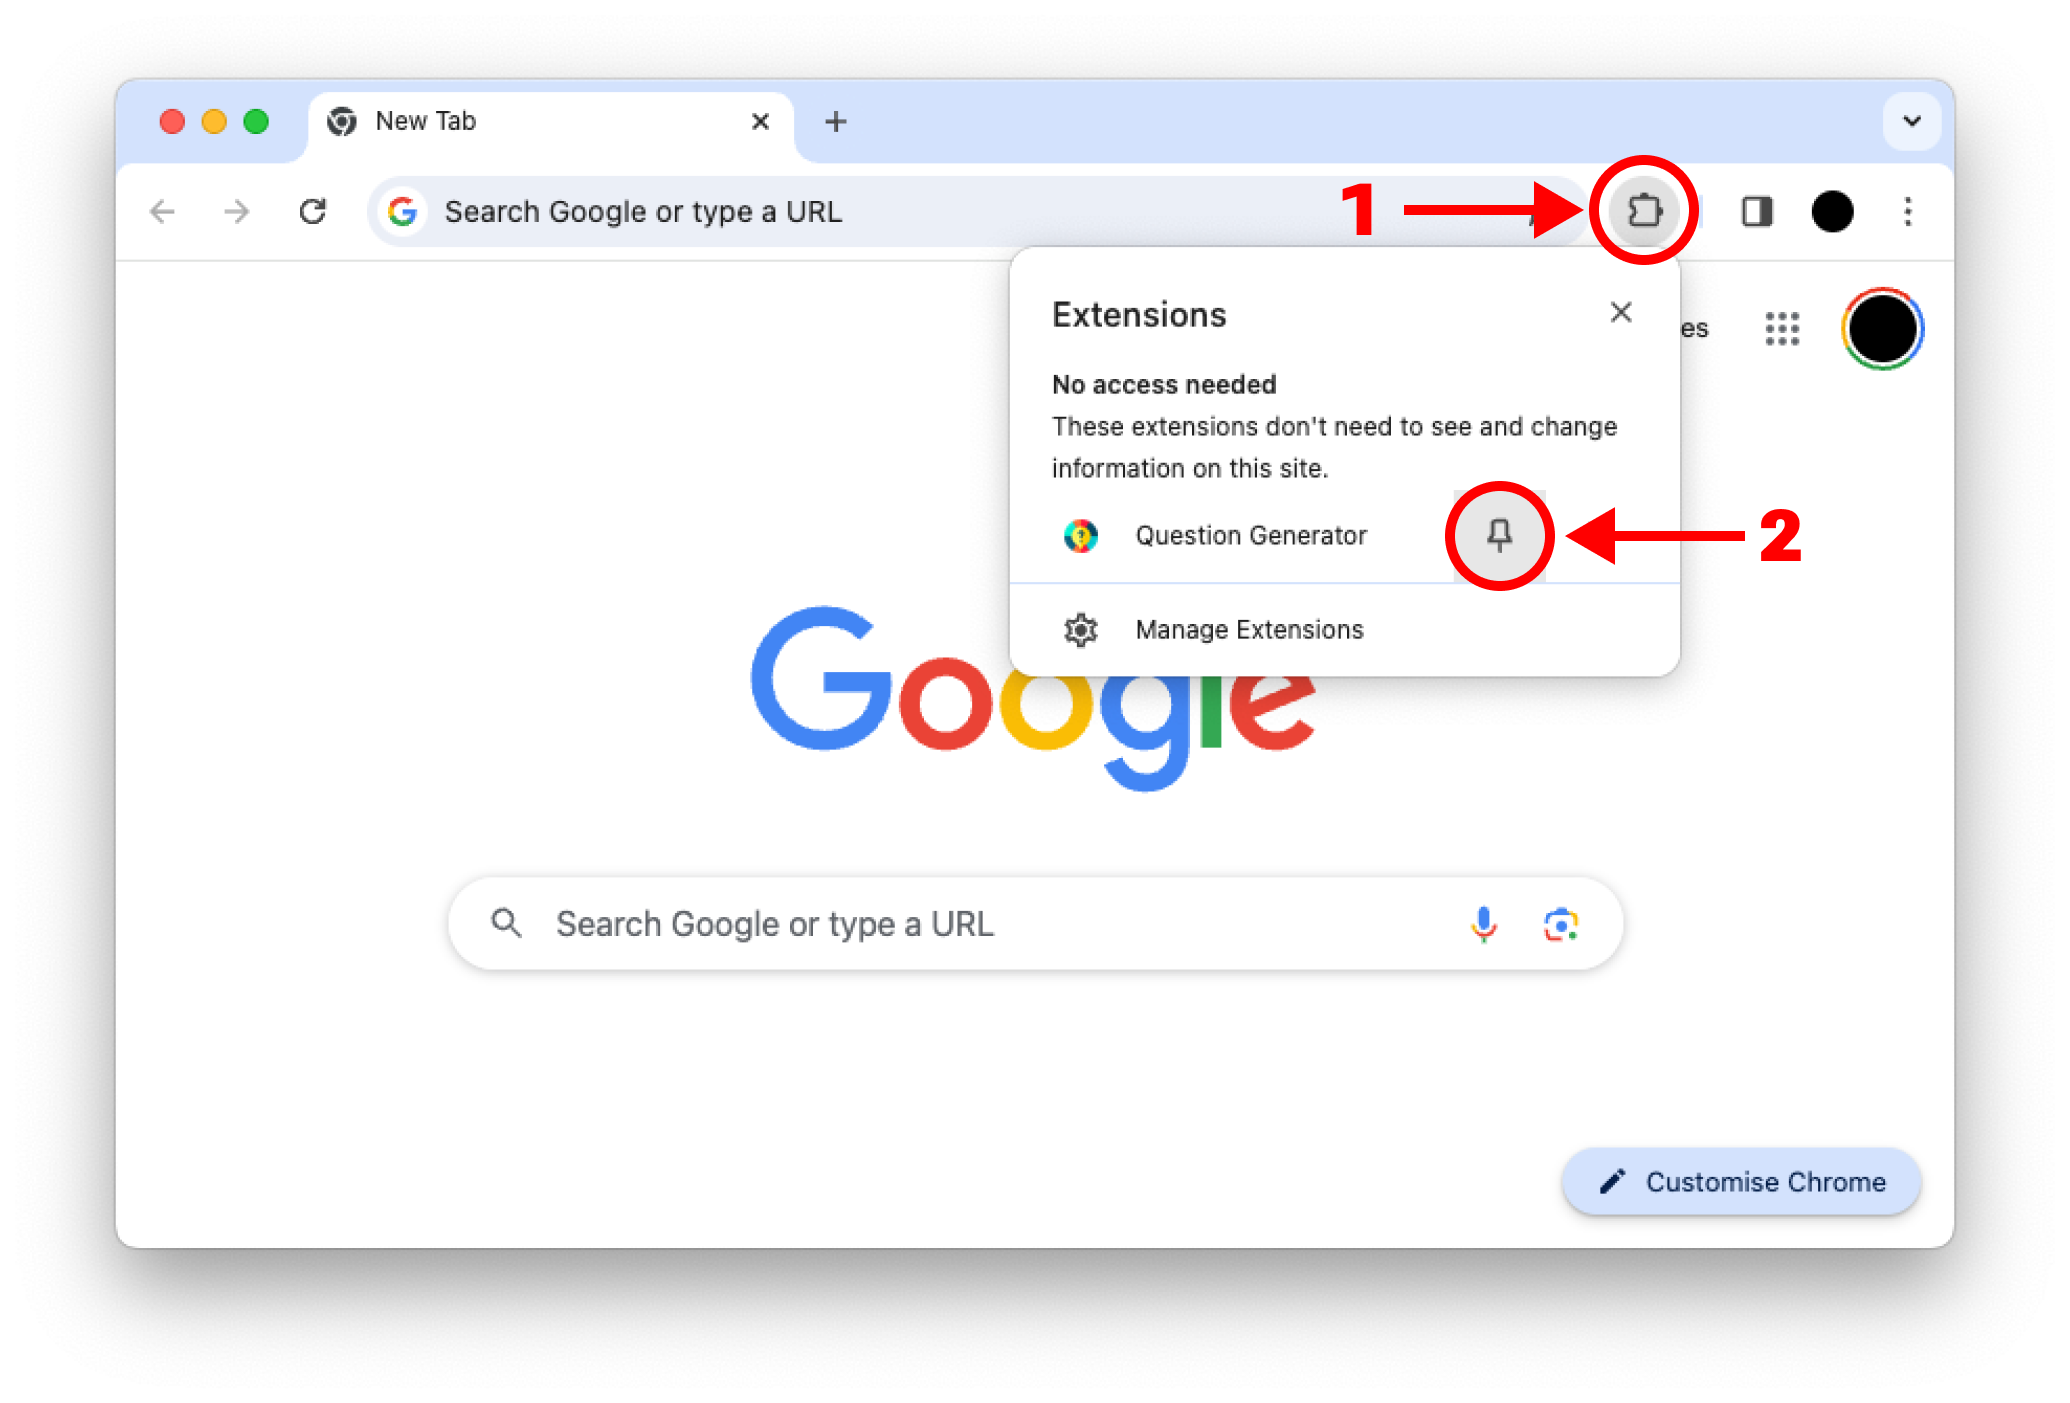 New Tab
Search Google or type a URL
1
Extensions
es
No access needed
These extensions don't need to see and change
information on this site.
Question Generator
2
Manage Extensions
Google
Search Google or type a URL
Customise Chrome